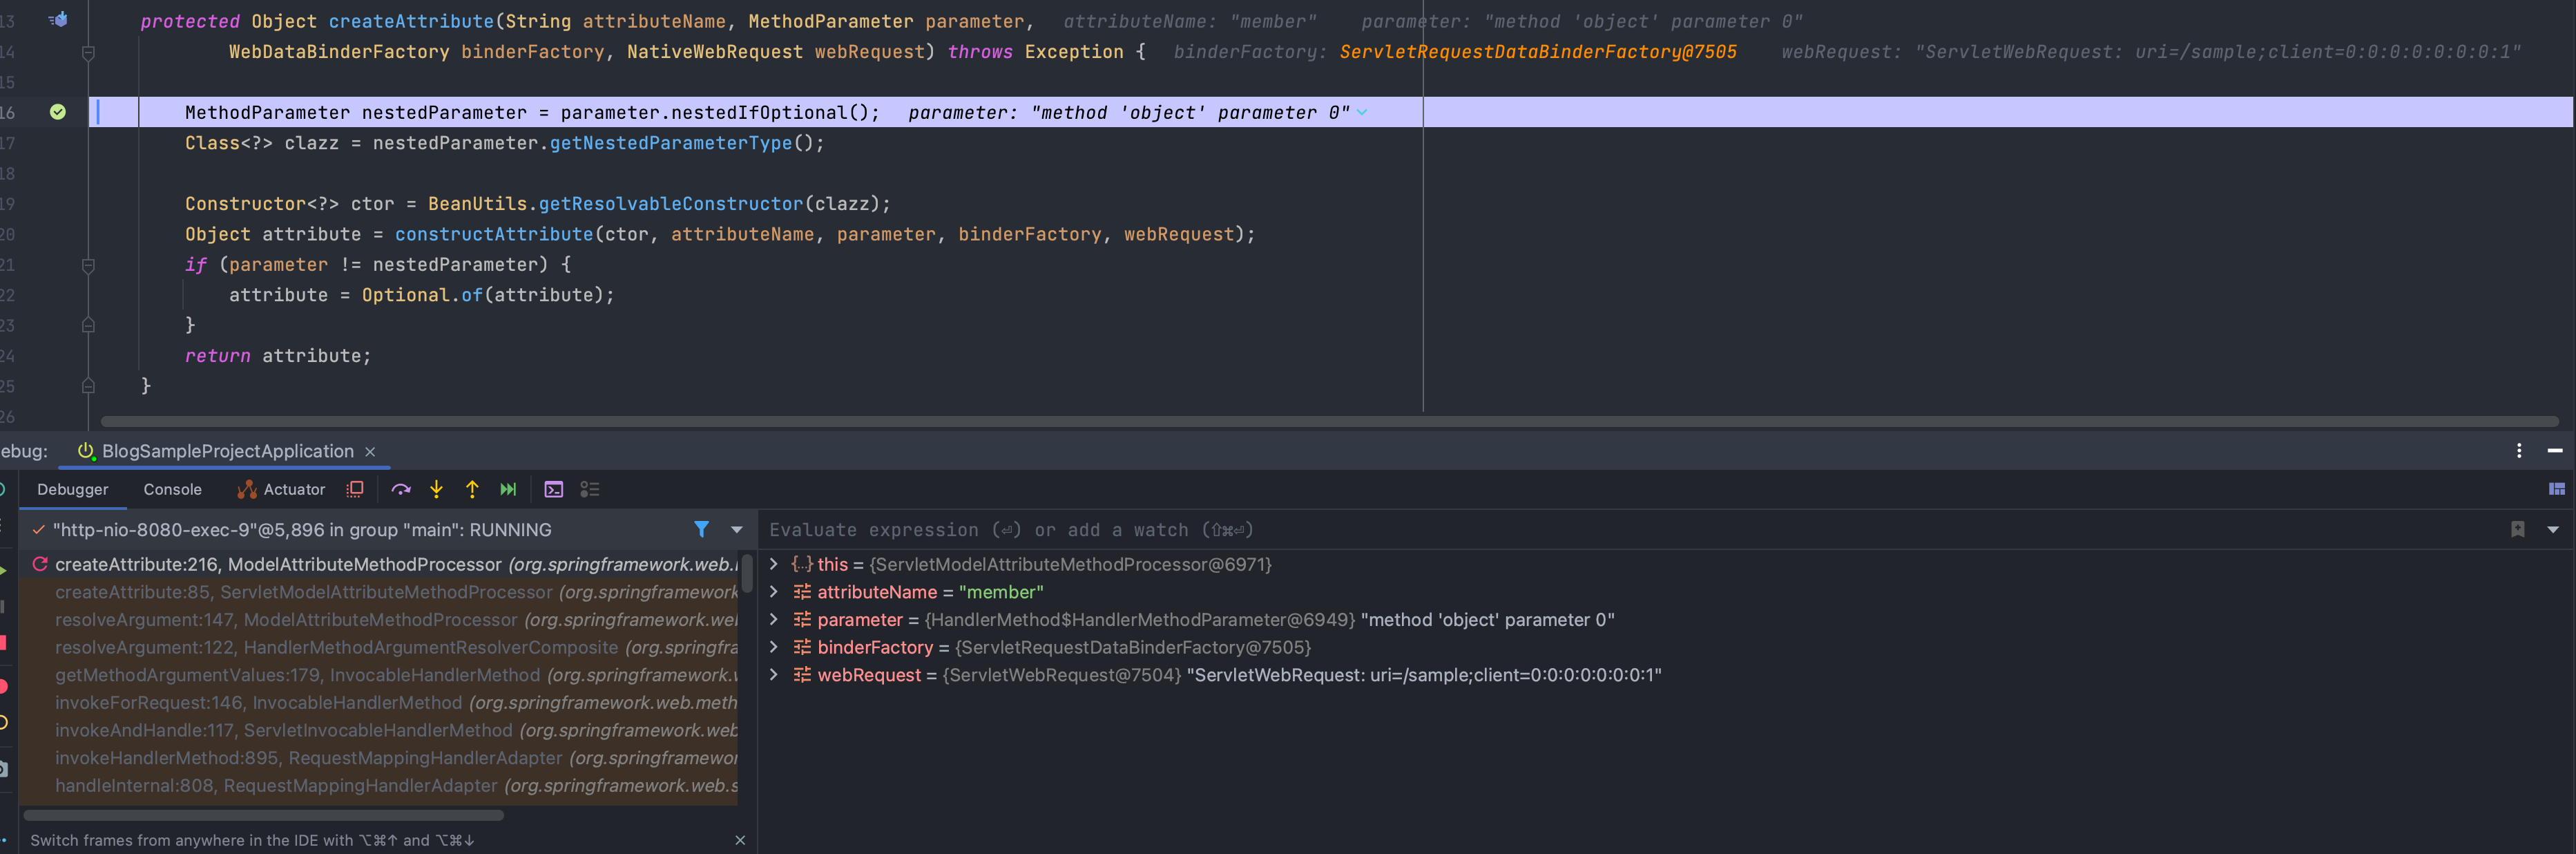 13 protected Object createAttribute(String attributeName, MethodParameter parameter, attributeName: "member" parameter: "method 'object' parameter 0"
14 WebDataBinderFactory binderFactory, NativeWebRequest webRequest) throws Exception { binderFactory: ServletRequestDataBinderFactory@7505 webRequest: "ServletWebRequest: uri=/sample;client=0:0:0:0:0:0:0:1"
15
16 MethodParameter nestedParameter = parameter.nestedIfOptional(); parameter: "method 'object' parameter 0"
17 Class<?> clazz = nestedParameter.getNestedParameterType();
18
19 Constructor<?> ctor = BeanUtils.getResolvableConstructor(clazz);
20 Object attribute = constructAttribute(ctor, attributeName, parameter, binderFactory, webRequest);
21 if (parameter != nestedParameter) {
22 attribute = Optional.of(attribute);
23 }
24 return attribute;
25 }
26
ebug: BlogSampleProjectApplication
Debugger Console Actuator
"http-nio-8080-exec-9"@5,896 in group "main": RUNNING
createAttribute:216, ModelAttributeMethodProcessor (org.springframework.web.
createAttribute:85, ServletModelAttributeMethodProcessor (org.springframework
resolveArgument:147, ModelAttributeMethodProcessor (org.springframework.wel
resolveArgument:122, HandlerMethodArgumentResolverComposite (org.springfra
getMethodArgumentValues:179, InvocableHandlerMethod (org.springframework.
invokeForRequest:146, InvocableHandlerMethod (org.springframework.web.meth
invokeAndHandle:117, ServletInvocableHandlerMethod (org.springframework.web
invokeHandlerMethod:895, RequestMappingHandlerAdapter (org.springframewor
handleInternal:808, RequestMappingHandlerAdapter (org.springframework.web.s
Switch frames from anywhere in the IDE with ⌥⌘↑ and ⌥⌘↓
Evaluate expression (⏎) or add a watch (⇧⌘⏎)
this = {ServletModelAttributeMethodProcessor@6971}
attributeName = "member"
parameter = {HandlerMethod$HandlerMethodParameter@6949} "method 'object' parameter 0"
binderFactory = {ServletRequestDataBinderFactory@7505}
webRequest = {ServletWebRequest@7504} "ServletWebRequest: uri=/sample;client=0:0:0:0:0:0:0:1"